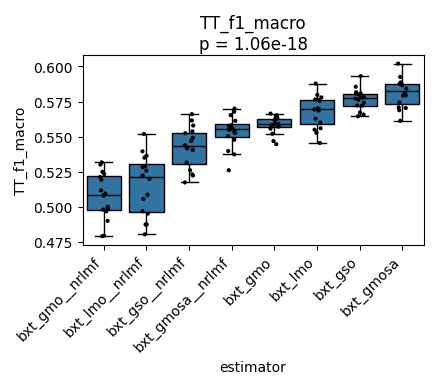 TT_f1_macro
p = 1.06e-18
TT_f1_macro
0.600
0.575
0.550
0.525
0.500
0.475
bxt_gmo__nrlmf
bxt_lmo__nrlmf
bxt_gso__nrlmf
bxt_gmosa__nrlmf
bxt_gmo
bxt_lmo
bxt_gso
bxt_gmosa
estimator